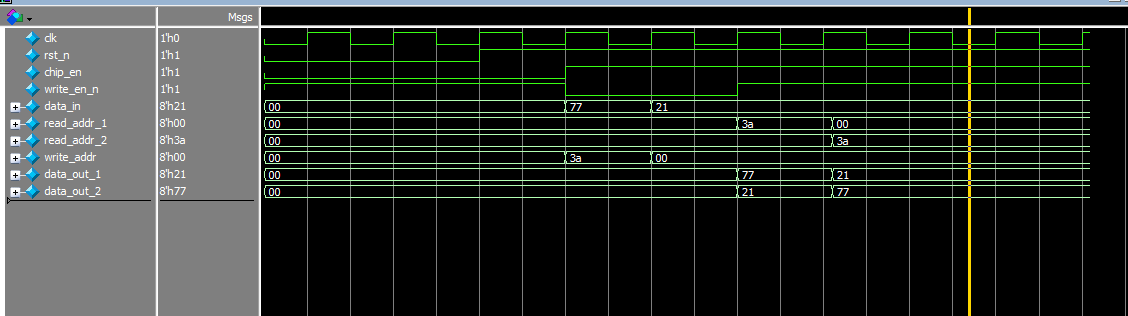 Msgs
clk 1'h0
rst_n 1'h1
chip_en 1'h1
write_en_n 1'h1
data_in 8'h21 00 77 21
read_addr_1 8'h00 00 3a 00
read_addr_2 8'h3a 00 3a
write_addr 8'h00 00 3a 00
data_out_1 8'h21 00 77 21
data_out_2 8'h77 00 21 77